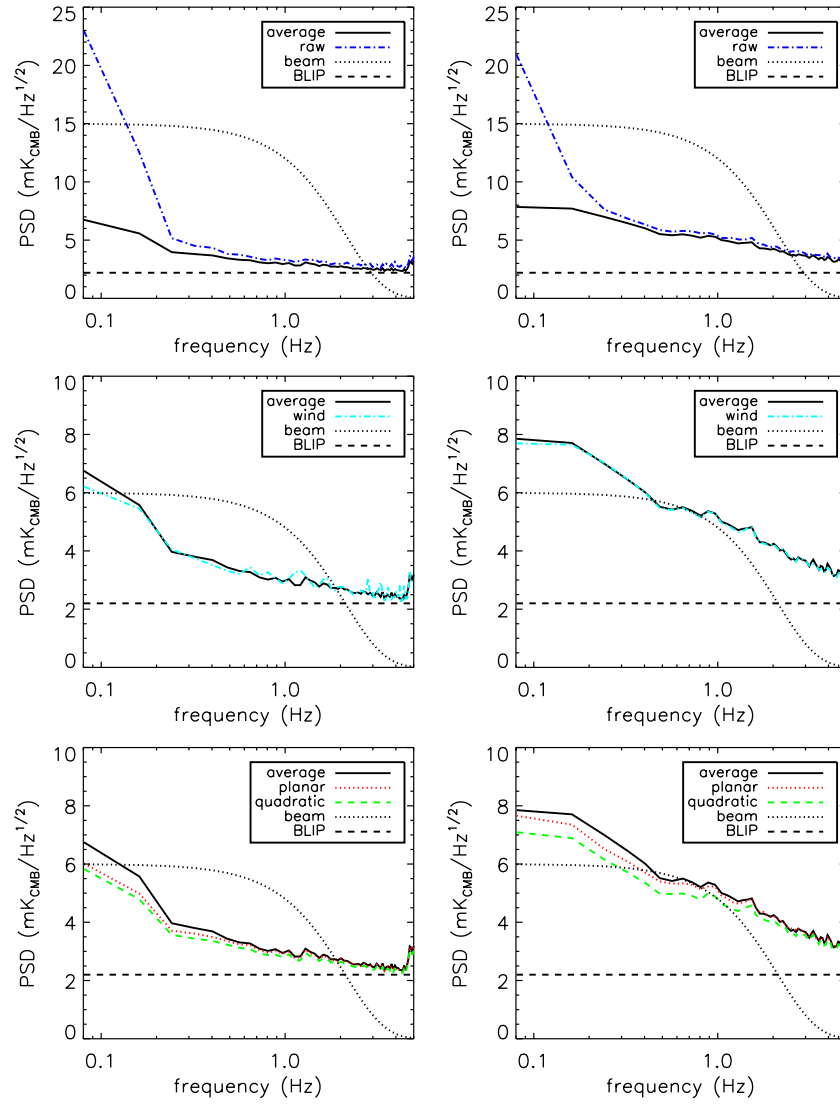 25
20
15
10
5
0
PSD (mK_CMB/Hz^1/2)
0.1 1.0
frequency (Hz)
average
raw
beam
BLIP
25
20
15
10
5
0
PSD (mK_CMB/Hz^1/2)
0.1 1.0
frequency (Hz)
average
raw
beam
BLIP
10
8
6
4
2
0
PSD (mK_CMB/Hz^1/2)
0.1 1.0
frequency (Hz)
average
wind
beam
BLIP
10
8
6
4
2
0
PSD (mK_CMB/Hz^1/2)
0.1 1.0
frequency (Hz)
average
wind
beam
BLIP
10
8
6
4
2
0
PSD (mK_CMB/Hz^1/2)
0.1 1.0
frequency (Hz)
average
planar
quadratic
beam
BLIP
10
8
6
4
2
0
PSD (mK_CMB/Hz^1/2)
0.1 1.0
frequency (Hz)
average
planar
quadratic
beam
BLIP